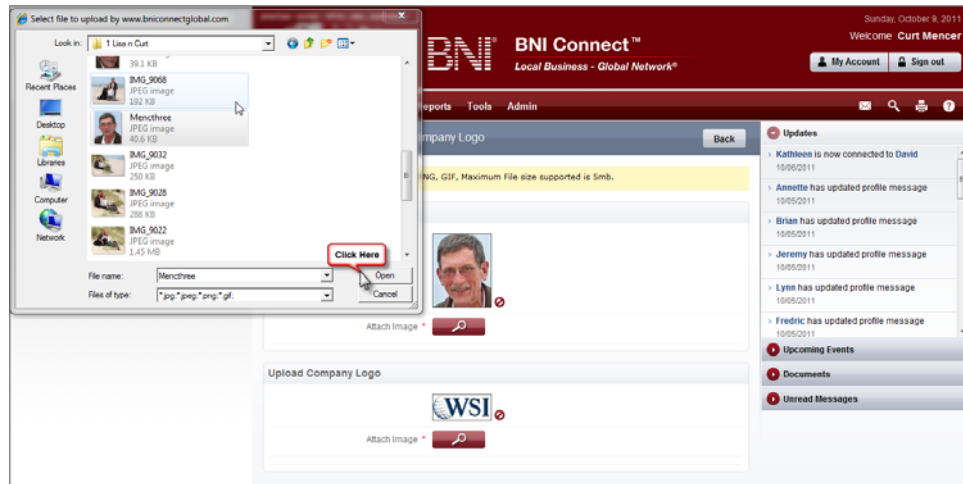 Select file to upload by www.bniconnectglobal.com
Look in:
1 Lisa n Curt
Recent Places
Desktop
Libraries
Computer
Network
39.1 KB
IMG_9068
JPEG image
192 KB
Mencthree
JPEG image
40.6 KB
IMG_9032
JPEG image
250 KB
IMG_9028
JPEG image
288 KB
IMG_9022
JPEG image
1.45 MB
Click Here
File name:
Mencthree
Open
Files of type:
*.jpg;*.jpeg;*.png;*.gif;
Cancel
BNI®
BNI Connect™
Local Business - Global Network®
Sunday, October 9, 2011
Welcome Curt Mencer
My Account
Sign out
Reports Tools Admin
Company Logo
Back
PNG, GIF, Maximum File size supported is 5mb.
Attach Image *
Upload Company Logo
WSI
Attach Image *
Updates
Kathleen is now connected to David
10/06/2011
Annette has updated profile message
10/05/2011
Brian has updated profile message
10/05/2011
Jeremy has updated profile message
10/05/2011
Lynn has updated profile message
10/05/2011
Fredric has updated profile message
10/05/2011
Upcoming Events
Documents
Unread Messages